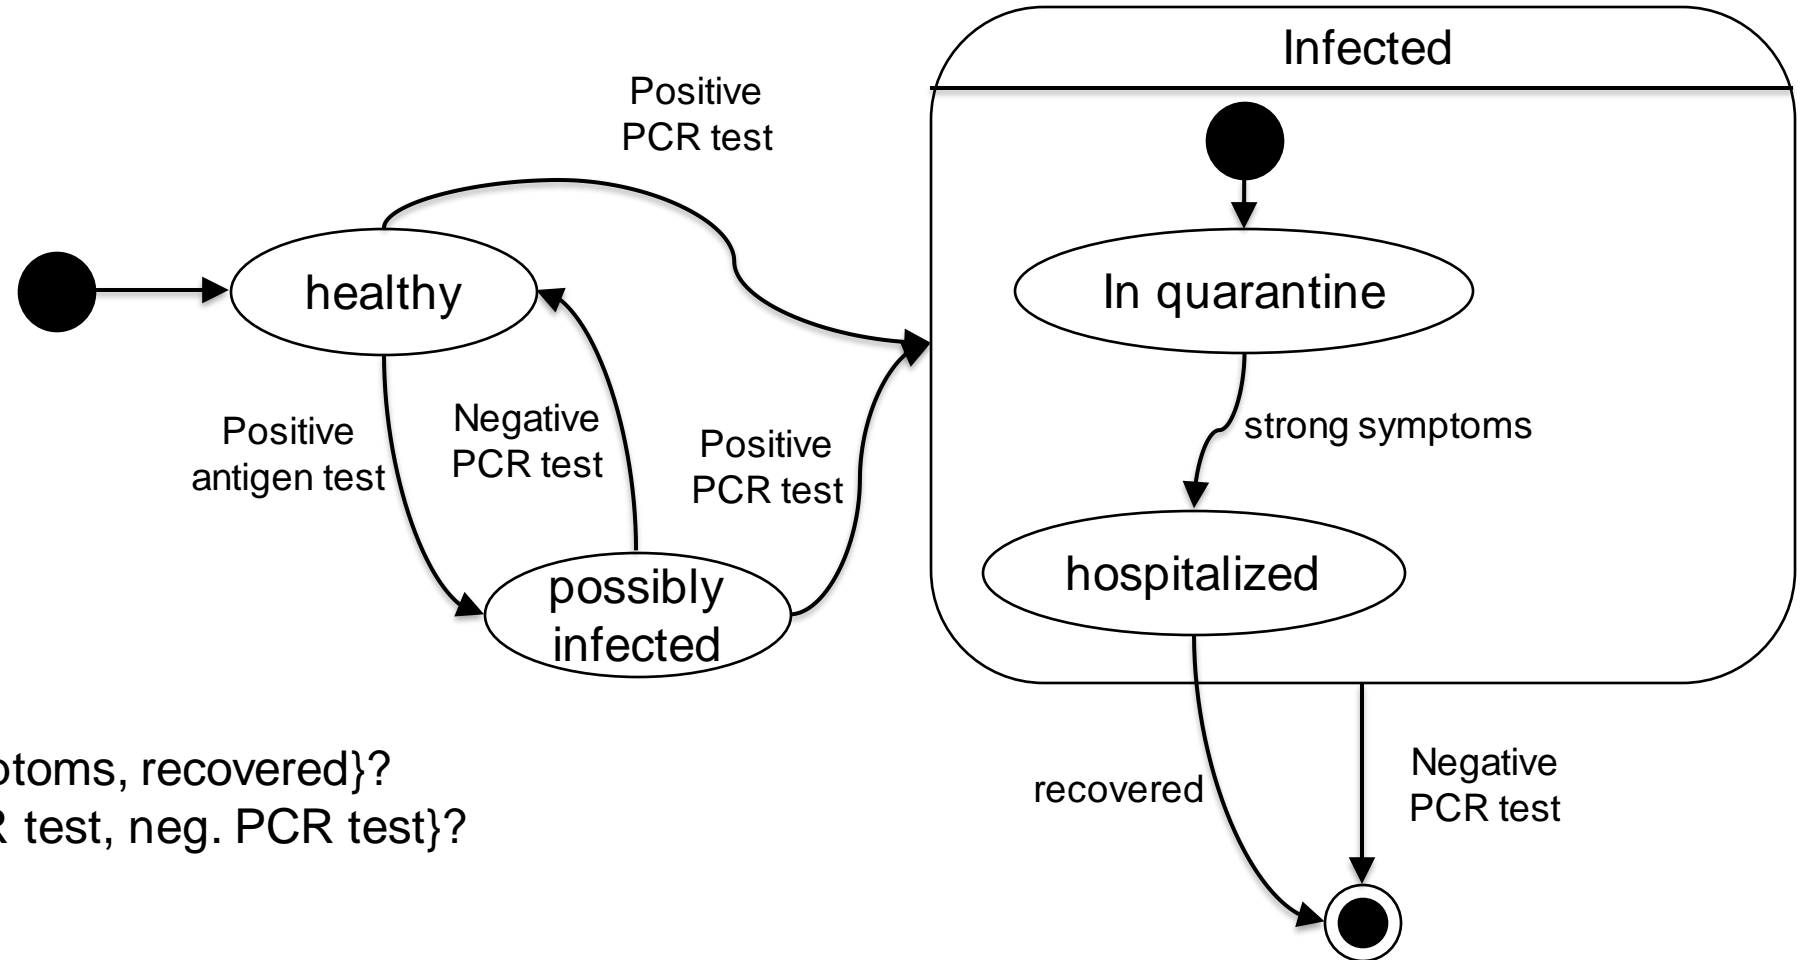 Infected
Positive
PCR test
healthy
In quarantine
Positive
antigen test
Negative
PCR test
Positive
PCR test
strong symptoms
possibly
infected
hospitalized
recovered}?
test, neg. PCR test}?
recovered
Negative
PCR test